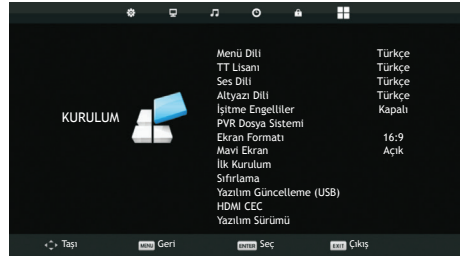 KURULUM
Menü Dili Türkçe
TT Lisanı Türkçe
Ses Dili Türkçe
Altyazı Dili Türkçe
İşitme Engelliler Kapalı
PVR Dosya Sistemi
Ekran Formatı 16:9
Mavi Ekran Açık
İlk Kurulum
Sıfırlama
Yazılım Güncelleme (USB)
HDMI CEC
Yazılım Sürümü
Taşı MENU Geri ENTER Seç EXIT Çıkış